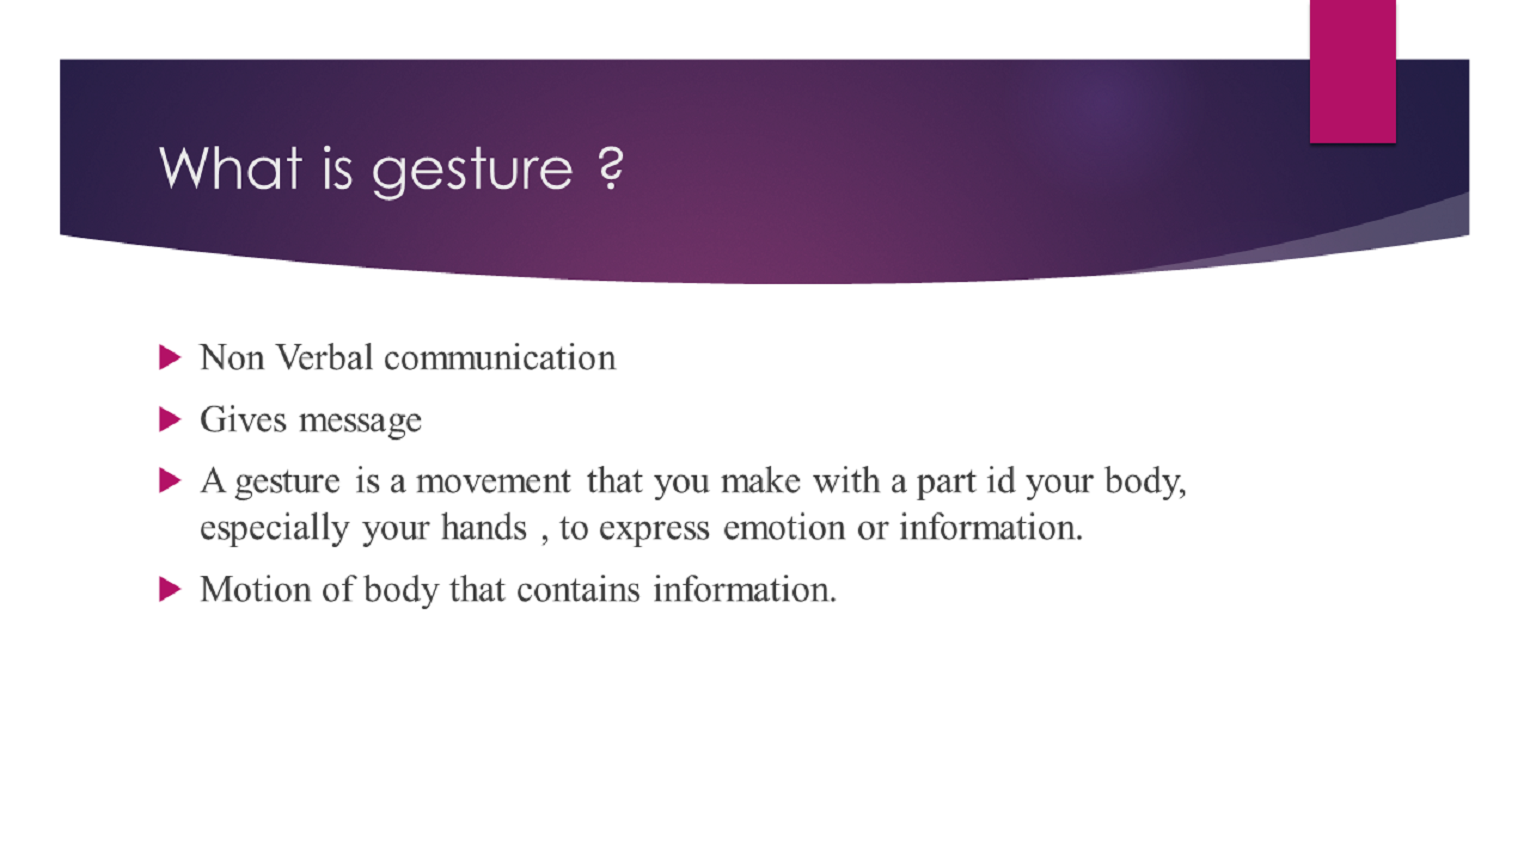 What is gesture ?
Non Verbal communication
Gives message
A gesture is a movement that you make with a part id your body,
especially your hands , to express emotion or information.
Motion of body that contains information.